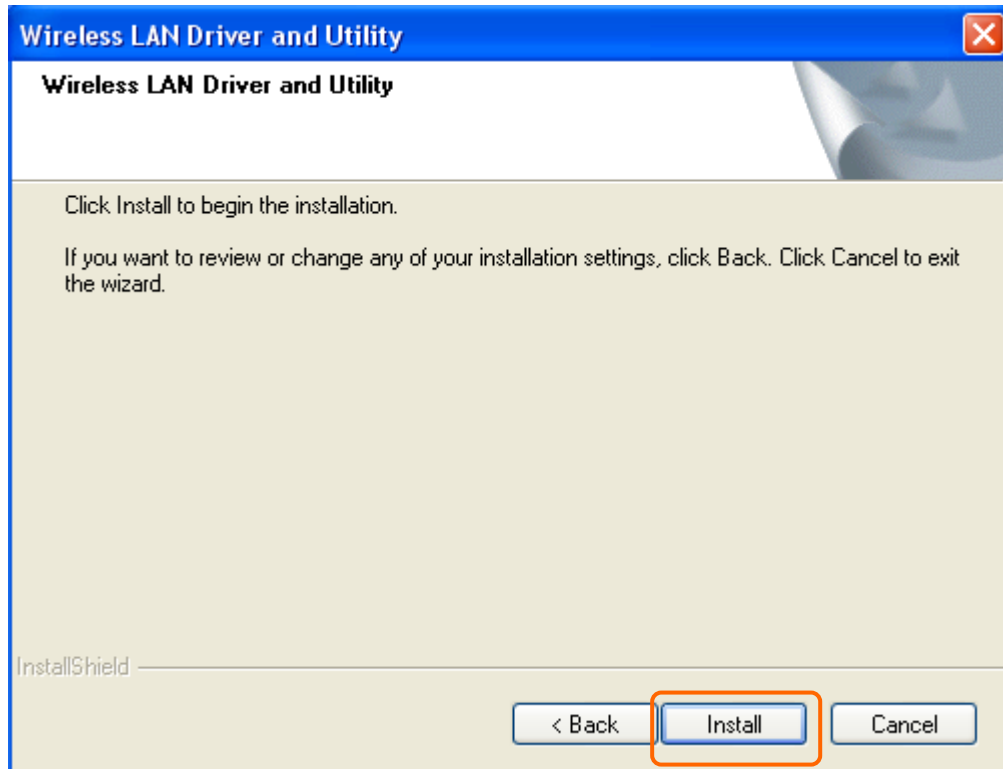 Wireless LAN Driver and Utility
Wireless LAN Driver and Utility
Click Install to begin the installation.
If you want to review or change any of your installation settings, click Back. Click Cancel to exit
the wizard.
InstallShield
< Back Install Cancel